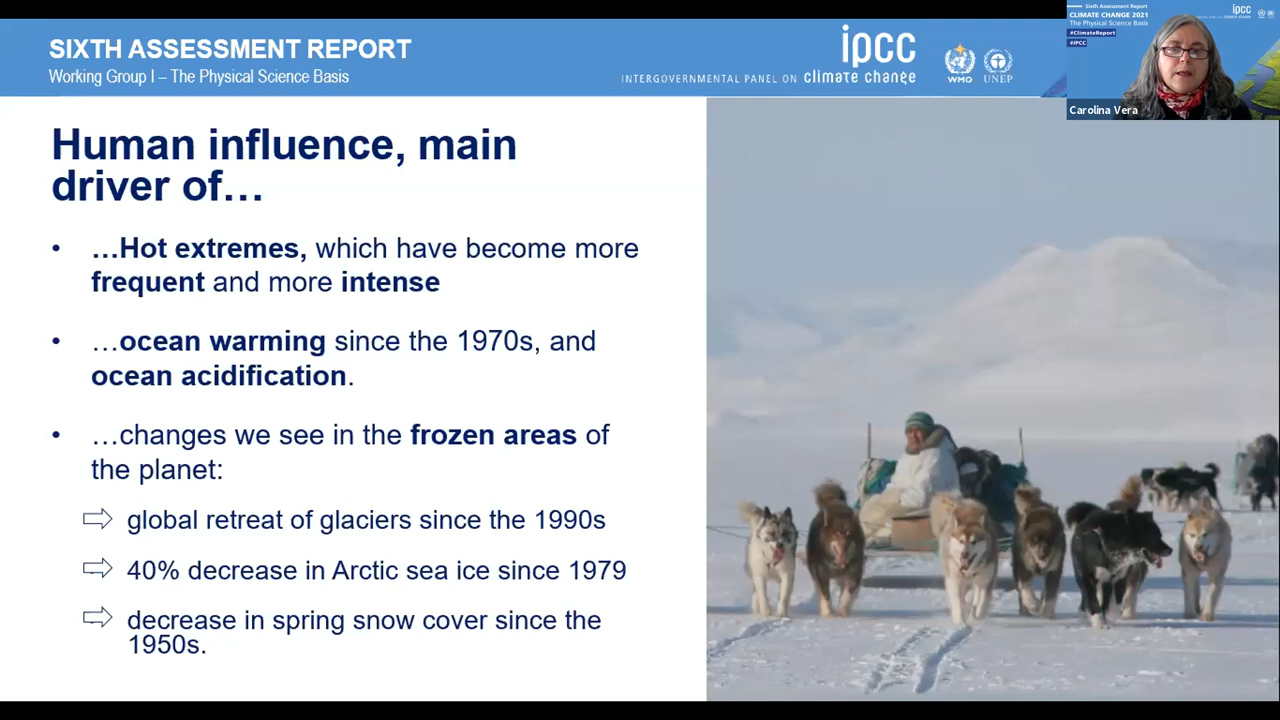 SIXTH ASSESSMENT REPORT
Working Group I – The Physical Science Basis
ipcc
INTERGOVERNMENTAL PANEL ON climate change
WMO
UNEP
Sixth Assessment Report
CLIMATE CHANGE 2021
The Physical Science Basis
#ClimateReport
#IPCC
ipcc
Carolina Vera
Human influence, main
driver of…
• …Hot extremes, which have become more
frequent and more intense
• …ocean warming since the 1970s, and
ocean acidification.
• …changes we see in the frozen areas of
the planet:
⇨ global retreat of glaciers since the 1990s
⇨ 40% decrease in Arctic sea ice since 1979
⇨ decrease in spring snow cover since the
1950s.